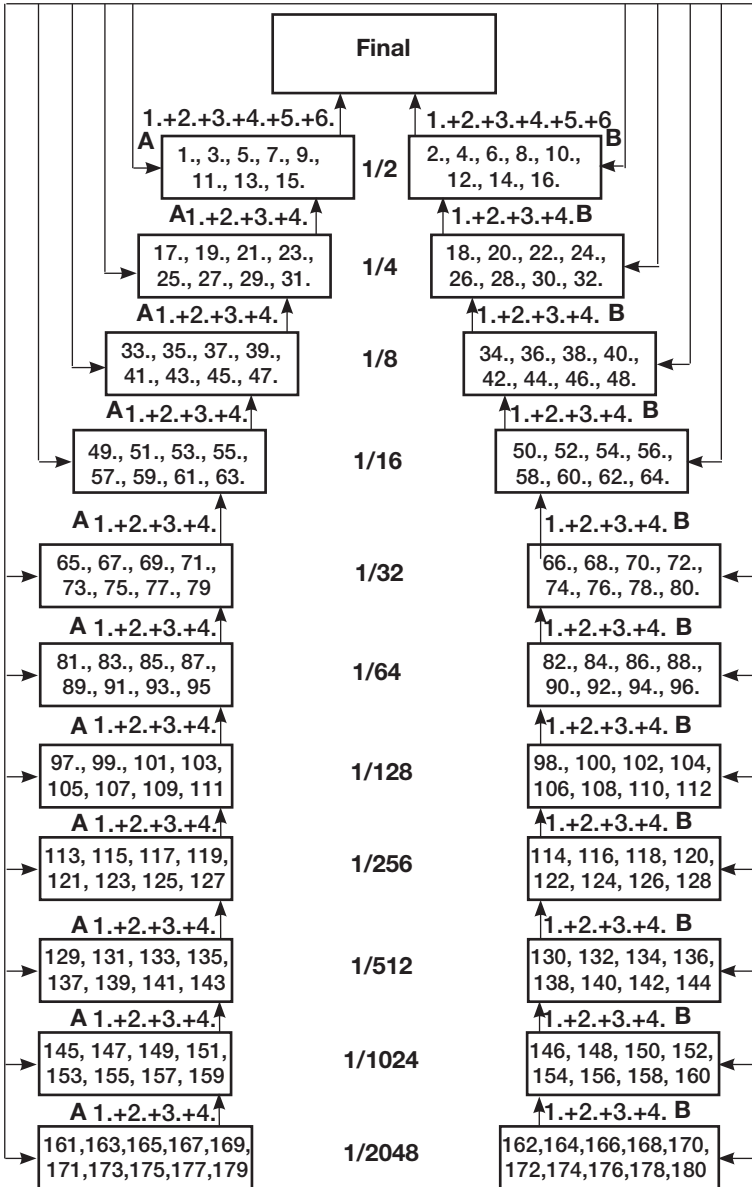 Final
1.+2.+3.+4.+5.+6. 1.+2.+3.+4.+5.+6
A B
1., 3., 5., 7., 9., 1/2 2., 4., 6., 8., 10.,
11., 13., 15. 12., 14., 16.
A 1.+2.+3.+4. 1.+2.+3.+4. B
17., 19., 21., 23., 1/4 18., 20., 22., 24.,
25., 27., 29., 31. 26., 28., 30., 32.
A 1.+2.+3.+4. 1.+2.+3.+4. B
33., 35., 37., 39., 1/8 34., 36., 38., 40.,
41., 43., 45., 47. 42., 44., 46., 48.
A 1.+2.+3.+4. 1.+2.+3.+4. B
49., 51., 53., 55., 1/16 50., 52., 54., 56.,
57., 59., 61., 63. 58., 60., 62., 64.
A 1.+2.+3.+4. 1.+2.+3.+4. B
65., 67., 69., 71., 1/32 66., 68., 70., 72.,
73., 75., 77., 79 74., 76., 78., 80.
A 1.+2.+3.+4. 1.+2.+3.+4. B
81., 83., 85., 87., 1/64 82., 84., 86., 88.,
89., 91., 93., 95 90., 92., 94., 96.
A 1.+2.+3.+4. 1.+2.+3.+4. B
97., 99., 101, 103, 1/128 98., 100, 102, 104,
105, 107, 109, 111 106, 108, 110, 112
A 1.+2.+3.+4. 1.+2.+3.+4. B
113, 115, 117, 119, 1/256 114, 116, 118, 120,
121, 123, 125, 127 122, 124, 126, 128
A 1.+2.+3.+4. 1.+2.+3.+4. B
129, 131, 133, 135, 1/512 130, 132, 134, 136,
137, 139, 141, 143 138, 140, 142, 144
A 1.+2.+3.+4. 1.+2.+3.+4. B
145, 147, 149, 151, 1/1024 146, 148, 150, 152,
153, 155, 157, 159 154, 156, 158, 160
A 1.+2.+3.+4. 1.+2.+3.+4. B
161,163,165,167,169, 1/2048 162,164,166,168,170,
171,173,175,177,179 172,174,176,178,180